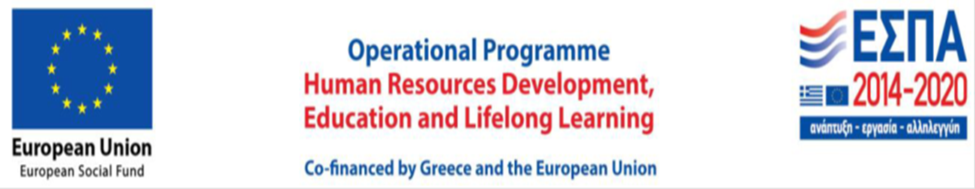 European Union
European Social Fund
Operational Programme
Human Resources Development,
Education and Lifelong Learning
Co-financed by Greece and the European Union
ΕΣΠΑ
2014-2020
ανάπτυξη - εργασία - αλληλεγγύη